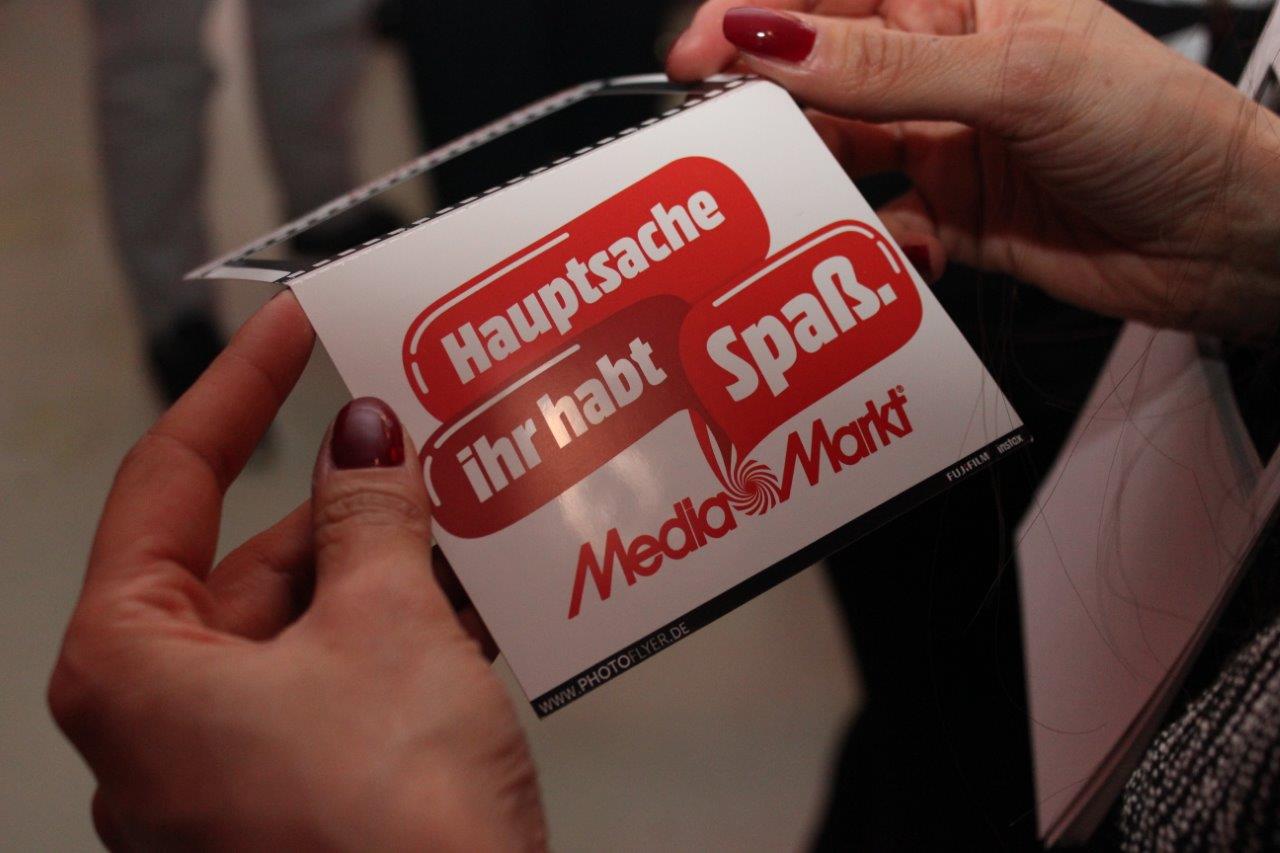 Hauptsache
ihr habt
Spaß.
MediaMarkt®
FUJIFILM instax
WWW.PHOTOFLYER.DE